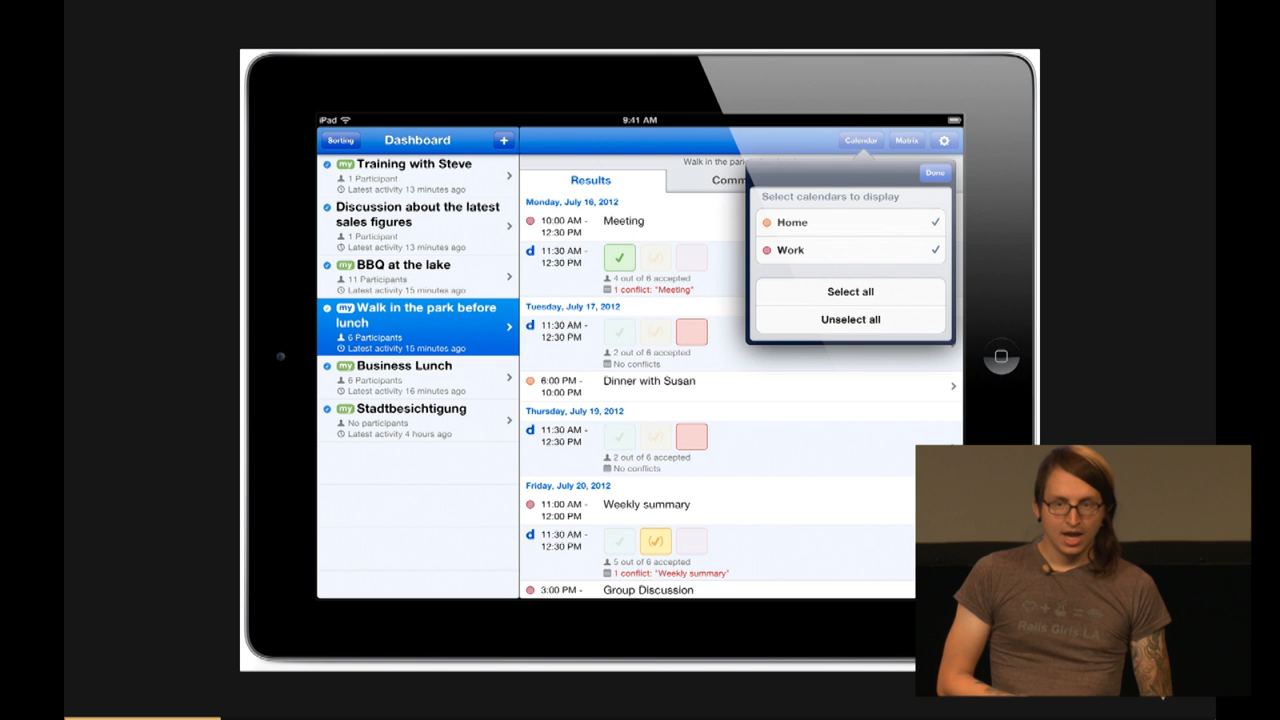 iPad
9:41 AM
Sorting
Dashboard
+
my Training with Steve
1 Participant
Latest activity 13 minutes ago
Discussion about the latest
sales figures
1 Participant
Latest activity 13 minutes ago
my BBQ at the lake
11 Participants
Latest activity 15 minutes ago
my Walk in the park before
lunch
6 Participants
Latest activity 15 minutes ago
my Business Lunch
6 Participants
Latest activity 16 minutes ago
my Stadtbesichtigung
No participants
Latest activity 4 hours ago
Calendar
Matrix
Walk in the park
Results
Comm
Monday, July 16, 2012
10:00 AM - Meeting
12:30 PM
d 11:30 AM -
12:30 PM
4 out of 6 accepted
1 conflict: "Meeting"
Tuesday, July 17, 2012
d 11:30 AM -
12:30 PM
2 out of 6 accepted
No conflicts
6:00 PM - Dinner with Susan
10:00 PM
Thursday, July 19, 2012
d 11:30 AM -
12:30 PM
2 out of 6 accepted
No conflicts
Friday, July 20, 2012
11:00 AM - Weekly summary
12:00 PM
d 11:30 AM -
12:30 PM
5 out of 6 accepted
1 conflict: "Weekly summary"
3:00 PM - Group Discussion
Done
Select calendars to display
Home
Work
Select all
Unselect all
Rails Girls LA